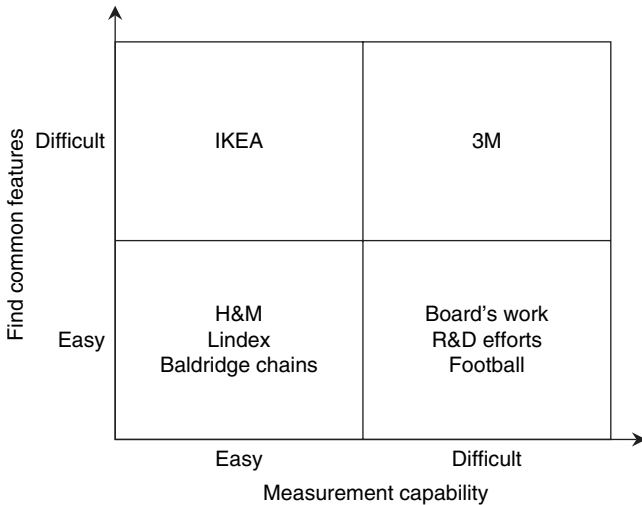 Find common features
Difficult
IKEA
3M
Easy
H&M
Lindex
Baldridge chains
Board’s work
R&D efforts
Football
Easy
Difficult
Measurement capability